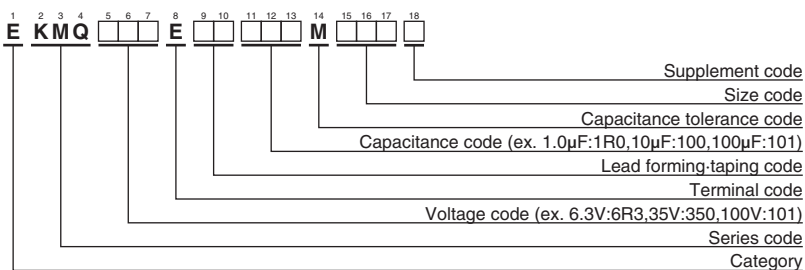 1 2 3 4 5 6 7 8 9 10 11 12 13 14 15 16 17 18
E KMQ □□□ E □□ □□□ M □□□ □
Supplement code
Size code
Capacitance tolerance code
Capacitance code (ex. 1.0µF:1R0,10µF:100,100µF:101)
Lead forming·taping code
Terminal code
Voltage code (ex. 6.3V:6R3,35V:350,100V:101)
Series code
Category